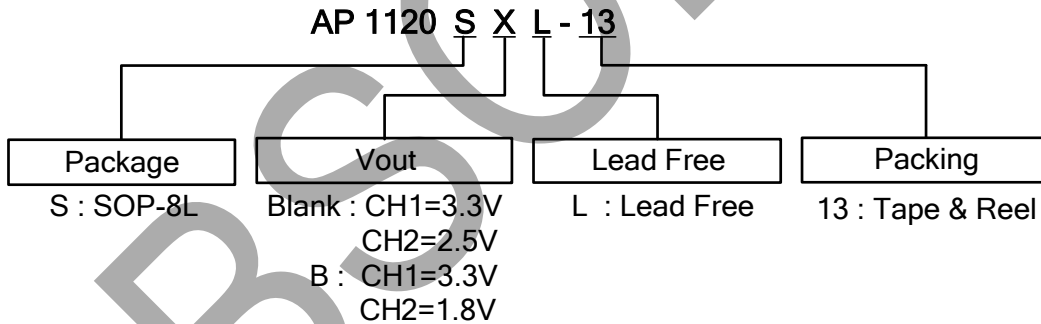 AP 1120 S X L - 13
Package
Vout
Lead Free
Packing
S : SOP-8L
Blank : CH1=3.3V
CH2=2.5V
B : CH1=3.3V
CH2=1.8V
L : Lead Free
13 : Tape & Reel